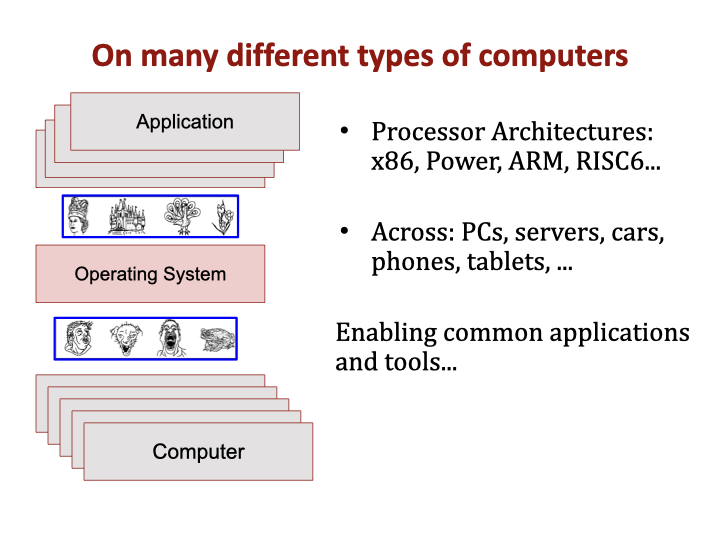 On many different types of computers
Application
Operating System
Computer
• Processor Architectures:
x86, Power, ARM, RISC6...
• Across: PCs, servers, cars,
phones, tablets, ...
Enabling common applications
and tools...